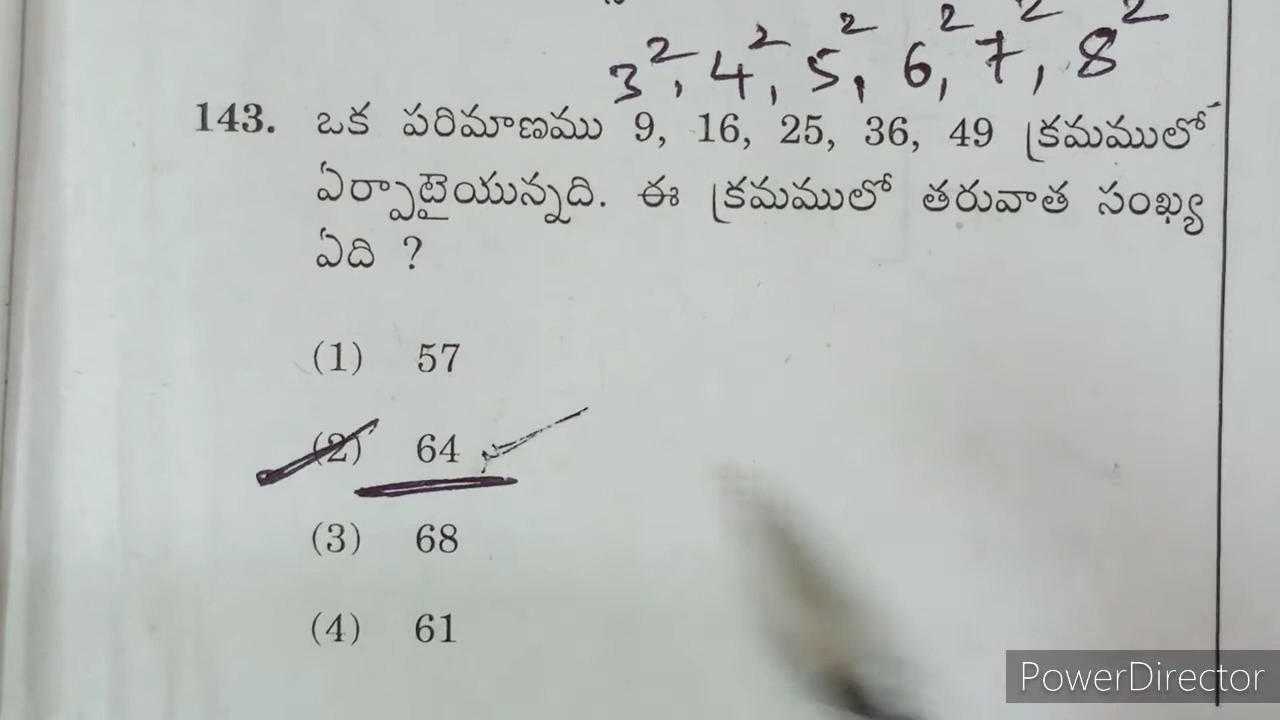 3², 4², 5², 6², 7², 8²
143. ఒక పరిమాణము 9, 16, 25, 36, 49 క్రమములో
ఏర్పాటైయున్నది. ఈ క్రమములో తరువాత సంఖ్య
ఏది ?
(1) 57
(2) 64
(3) 68
(4) 61
PowerDirector